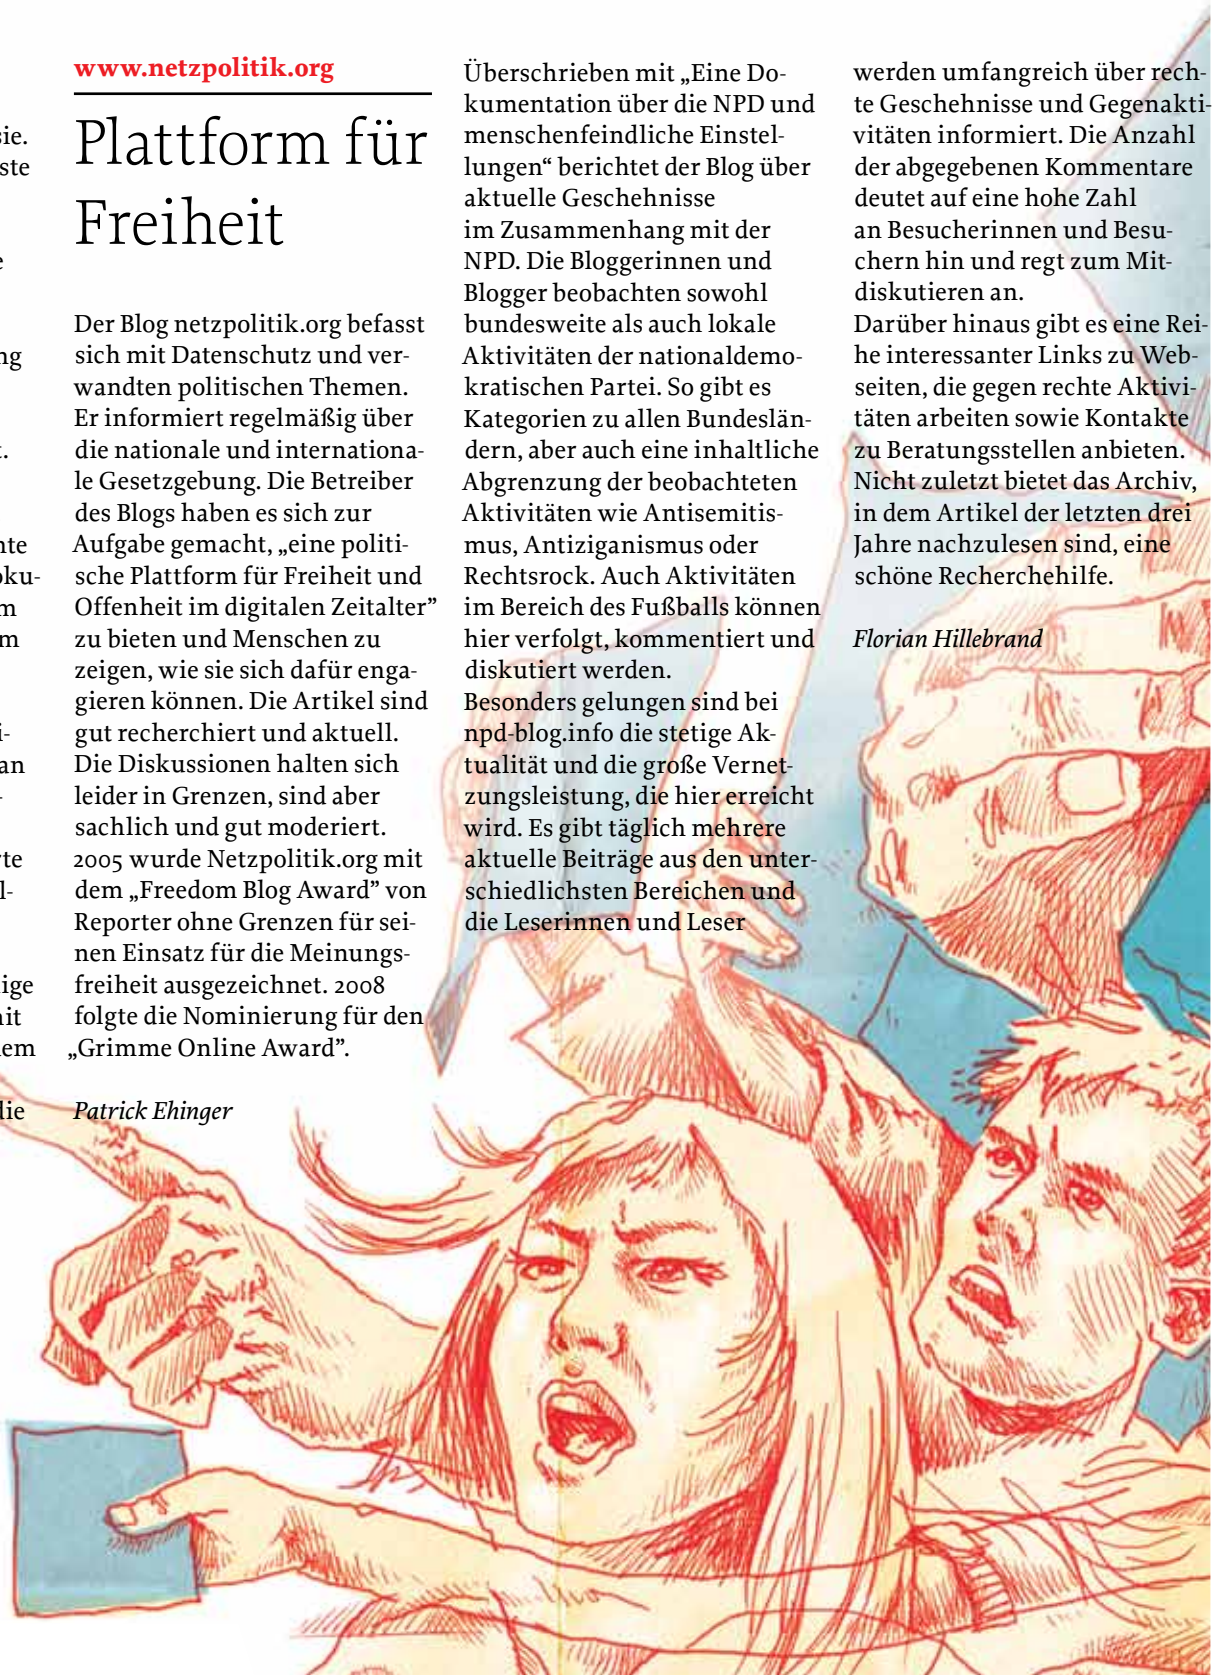 sie.
ste
e
ng
t.
nte
oku-
m
m
i-
an
-
te
l-
ige
it
em
die
www.netzpolitik.org
Plattform für
Freiheit
Der Blog netzpolitik.org befasst
sich mit Datenschutz und ver-
wandten politischen Themen.
Er informiert regelmäßig über
die nationale und internationa-
le Gesetzgebung. Die Betreiber
des Blogs haben es sich zur
Aufgabe gemacht, „eine politi-
sche Plattform für Freiheit und
Offenheit im digitalen Zeitalter”
zu bieten und Menschen zu
zeigen, wie sie sich dafür enga-
gieren können. Die Artikel sind
gut recherchiert und aktuell.
Die Diskussionen halten sich
leider in Grenzen, sind aber
sachlich und gut moderiert.
2005 wurde Netzpolitik.org mit
dem „Freedom Blog Award” von
Reporter ohne Grenzen für sei-
nen Einsatz für die Meinungs-
freiheit ausgezeichnet. 2008
folgte die Nominierung für den
„Grimme Online Award”.
Patrick Ehinger
Überschrieben mit „Eine Do-
kumentation über die NPD und
menschenfeindliche Einstel-
lungen“ berichtet der Blog über
aktuelle Geschehnisse
im Zusammenhang mit der
NPD. Die Bloggerinnen und
Blogger beobachten sowohl
bundesweite als auch lokale
Aktivitäten der nationaldemo-
kratischen Partei. So gibt es
Kategorien zu allen Bundeslän-
dern, aber auch eine inhaltliche
Abgrenzung der beobachteten
Aktivitäten wie Antisemitis-
mus, Antiziganismus oder
Rechtsrock. Auch Aktivitäten
im Bereich des Fußballs können
hier verfolgt, kommentiert und
diskutiert werden.
Besonders gelungen sind bei
npd-blog.info die stetige Ak-
tualität und die große Vernet-
zungsleistung, die hier erreicht
wird. Es gibt täglich mehrere
aktuelle Beiträge aus den unter-
schiedlichsten Bereichen und
die Leserinnen und Leser
werden umfangreich über rech-
te Geschehnisse und Gegenakti-
vitäten informiert. Die Anzahl
der abgegebenen Kommentare
deutet auf eine hohe Zahl
an Besucherinnen und Besu-
chern hin und regt zum Mit-
diskutieren an.
Darüber hinaus gibt es eine Rei-
he interessanter Links zu Web-
seiten, die gegen rechte Aktivi-
täten arbeiten sowie Kontakte
zu Beratungsstellen anbieten.
Nicht zuletzt bietet das Archiv,
in dem Artikel der letzten drei
Jahre nachzulesen sind, eine
schöne Recherchehilfe.
Florian Hillebrand